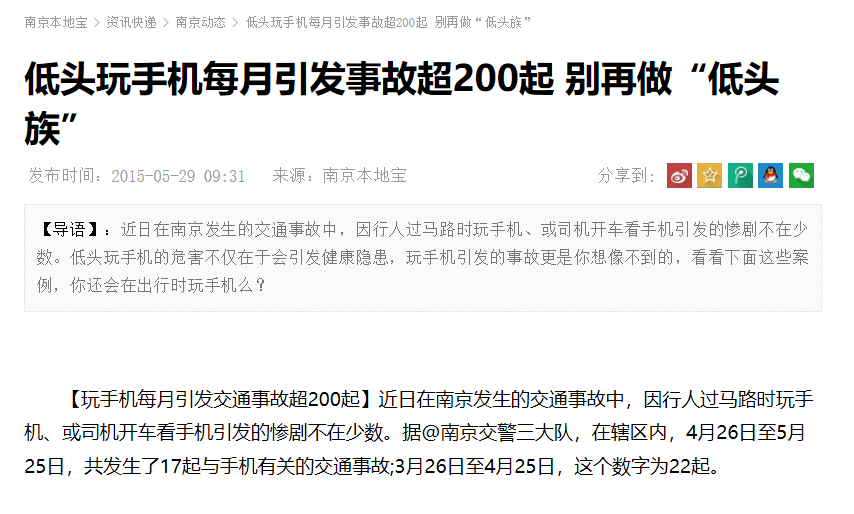 南京本地宝 > 资讯快递 > 南京动态 > 低头玩手机每月引发事故超200起 别再做“低头族”
低头玩手机每月引发事故超200起 别再做“低头
族”
发布时间：2015-05-29 09:31 来源：南京本地宝 分享到：
【导语】：近日在南京发生的交通事故中，因行人过马路时玩手机、或司机开车看手机引发的惨剧不在少
数。低头玩手机的危害不仅在于会引发健康隐患，玩手机引发的事故更是你想像不到的，看看下面这些案
例，你还会在出行时玩手机么？
【玩手机每月引发交通事故超200起】近日在南京发生的交通事故中，因行人过马路时玩手
机、或司机开车看手机引发的惨剧不在少数。据@南京交警三大队，在辖区内，4月26日至5月
25日，共发生了17起与手机有关的交通事故;3月26日至4月25日，这个数字为22起。